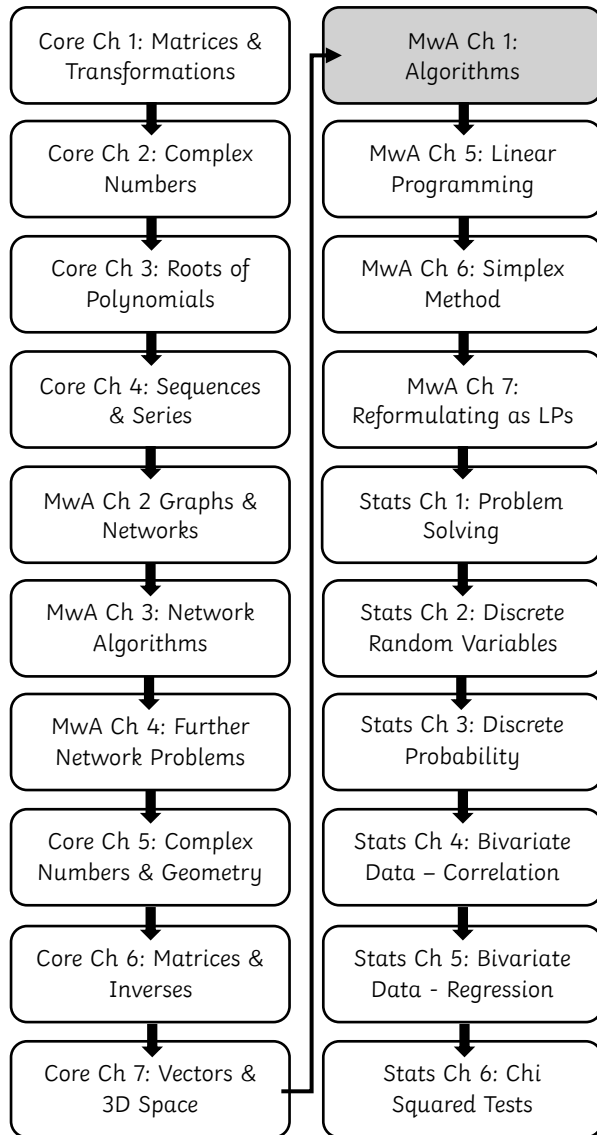 Core Ch 1: Matrices &
Transformations
Core Ch 2: Complex
Numbers
Core Ch 3: Roots of
Polynomials
Core Ch 4: Sequences
& Series
MwA Ch 2 Graphs &
Networks
MwA Ch 3: Network
Algorithms
MwA Ch 4: Further
Network Problems
Core Ch 5: Complex
Numbers & Geometry
Core Ch 6: Matrices &
Inverses
Core Ch 7: Vectors &
3D Space
MwA Ch 1:
Algorithms
MwA Ch 5: Linear
Programming
MwA Ch 6: Simplex
Method
MwA Ch 7:
Reformulating as LPs
Stats Ch 1: Problem
Solving
Stats Ch 2: Discrete
Random Variables
Stats Ch 3: Discrete
Probability
Stats Ch 4: Bivariate
Data – Correlation
Stats Ch 5: Bivariate
Data - Regression
Stats Ch 6: Chi
Squared Tests